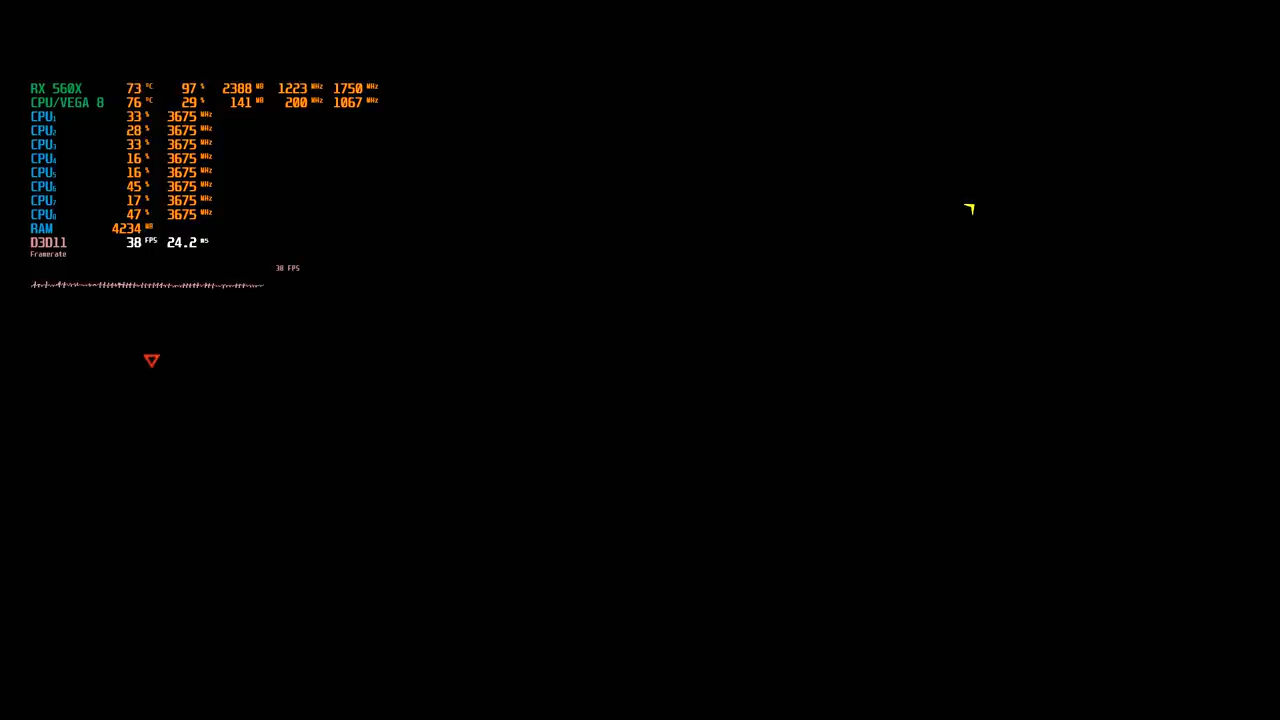 RX 560X 73 °C 97 % 2388 MB 1223 MHz 1750 MHz
CPU/VEGA 8 76 °C 29 % 141 MB 200 MHz 1067 MHz
CPU1 33 % 3675 MHz
CPU2 28 % 3675 MHz
CPU3 33 % 3675 MHz
CPU4 16 % 3675 MHz
CPU5 16 % 3675 MHz
CPU6 45 % 3675 MHz
CPU7 17 % 3675 MHz
CPU8 47 % 3675 MHz
RAM 4234 MB
D3D11 38 FPS 24.2 ms
Framerate
38 FPS